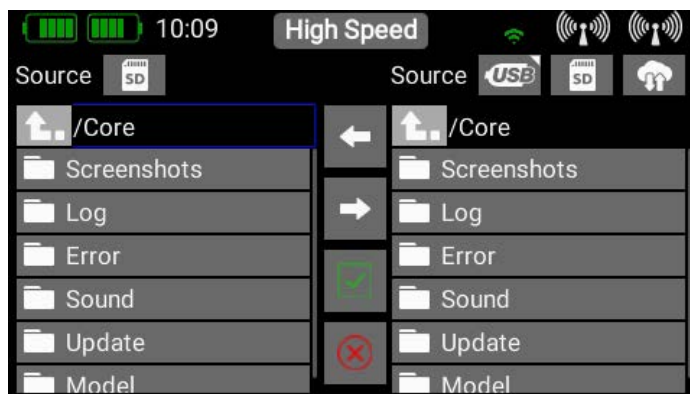 10:09 High Speed
Source SD Source USB SD
/Core /Core
Screenshots Screenshots
Log Log
Error Error
Sound Sound
Update Update
Model Model